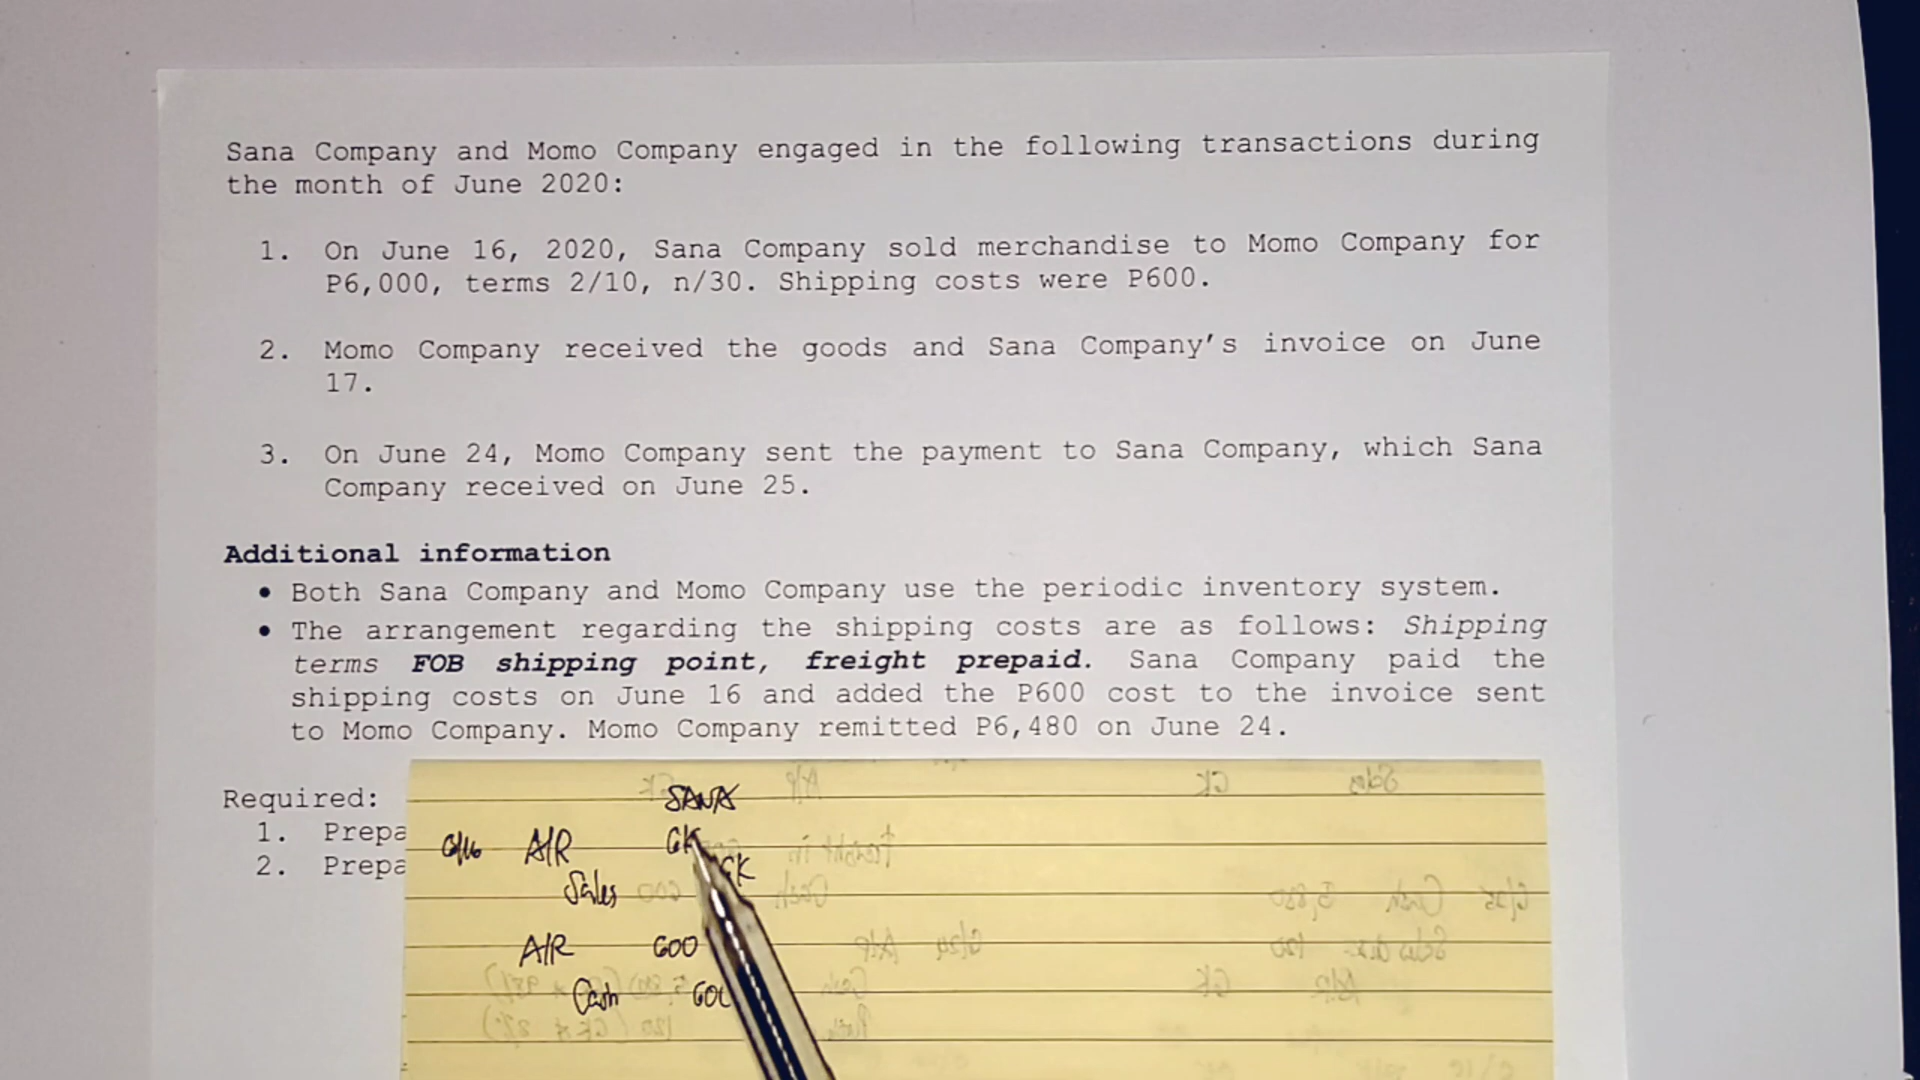 Sana Company and Momo Company engaged in the following transactions during
the month of June 2020:
1. On June 16, 2020, Sana Company sold merchandise to Momo Company for
P6,000, terms 2/10, n/30. Shipping costs were P600.
2. Momo Company received the goods and Sana Company's invoice on June
17.
3. On June 24, Momo Company sent the payment to Sana Company, which Sana
Company received on June 25.
Additional information
• Both Sana Company and Momo Company use the periodic inventory system.
• The arrangement regarding the shipping costs are as follows: Shipping
terms FOB shipping point, freight prepaid. Sana Company paid the
shipping costs on June 16 and added the P600 cost to the invoice sent
to Momo Company. Momo Company remitted P6,480 on June 24.
Required:
1. Prepa
2. Prepa
SANA
6/16 A/R 6K
Sales 6K
A/R 600
Cash 600